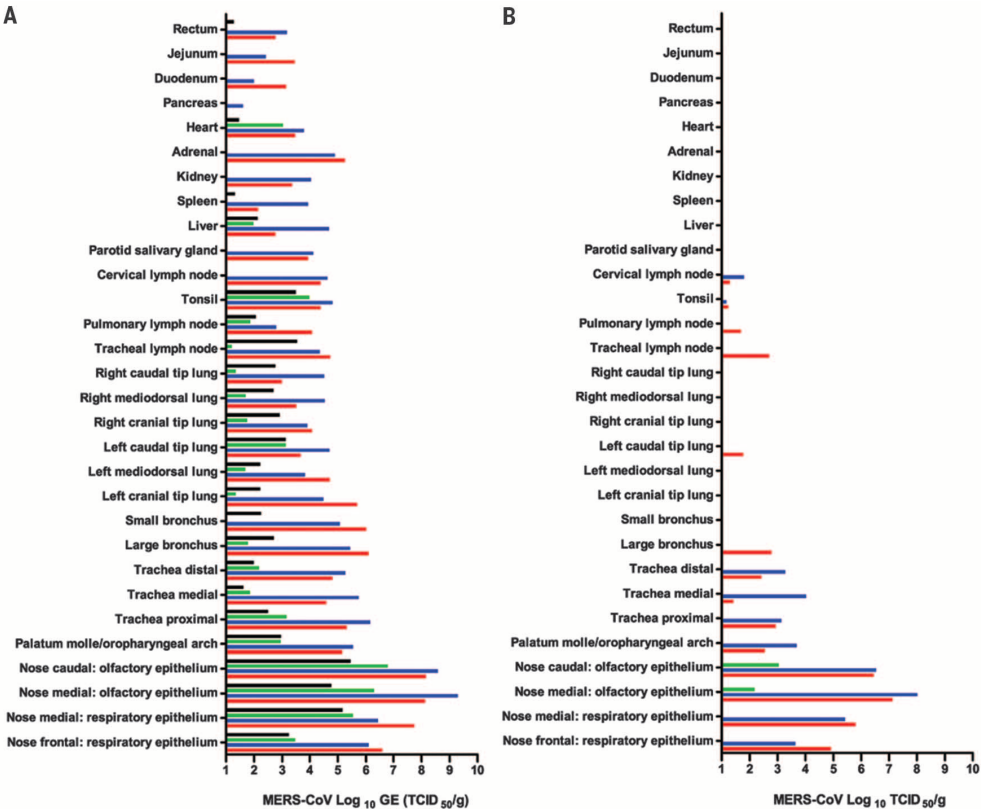 A
Rectum
Jejunum
Duodenum
Pancreas
Heart
Adrenal
Kidney
Spleen
Liver
Parotid salivary gland
Cervical lymph node
Tonsil
Pulmonary lymph node
Tracheal lymph node
Right caudal tip lung
Right mediodorsal lung
Right cranial tip lung
Left caudal tip lung
Left mediodorsal lung
Left cranial tip lung
Small bronchus
Large bronchus
Trachea distal
Trachea medial
Trachea proximal
Palatum molle/oropharyngeal arch
Nose caudal: olfactory epithelium
Nose medial: olfactory epithelium
Nose medial: respiratory epithelium
Nose frontal: respiratory epithelium
1 2 3 4 5 6 7 8 9 10
MERS-CoV Log 10 GE (TCID 50/g)
B
Rectum
Jejunum
Duodenum
Pancreas
Heart
Adrenal
Kidney
Spleen
Liver
Parotid salivary gland
Cervical lymph node
Tonsil
Pulmonary lymph node
Tracheal lymph node
Right caudal tip lung
Right mediodorsal lung
Right cranial tip lung
Left caudal tip lung
Left mediodorsal lung
Left cranial tip lung
Small bronchus
Large bronchus
Trachea distal
Trachea medial
Trachea proximal
Palatum molle/oropharyngeal arch
Nose caudal: olfactory epithelium
Nose medial: olfactory epithelium
Nose medial: respiratory epithelium
Nose frontal: respiratory epithelium
1 2 3 4 5 6 7 8 9 10
MERS-CoV Log 10 TCID 50/g